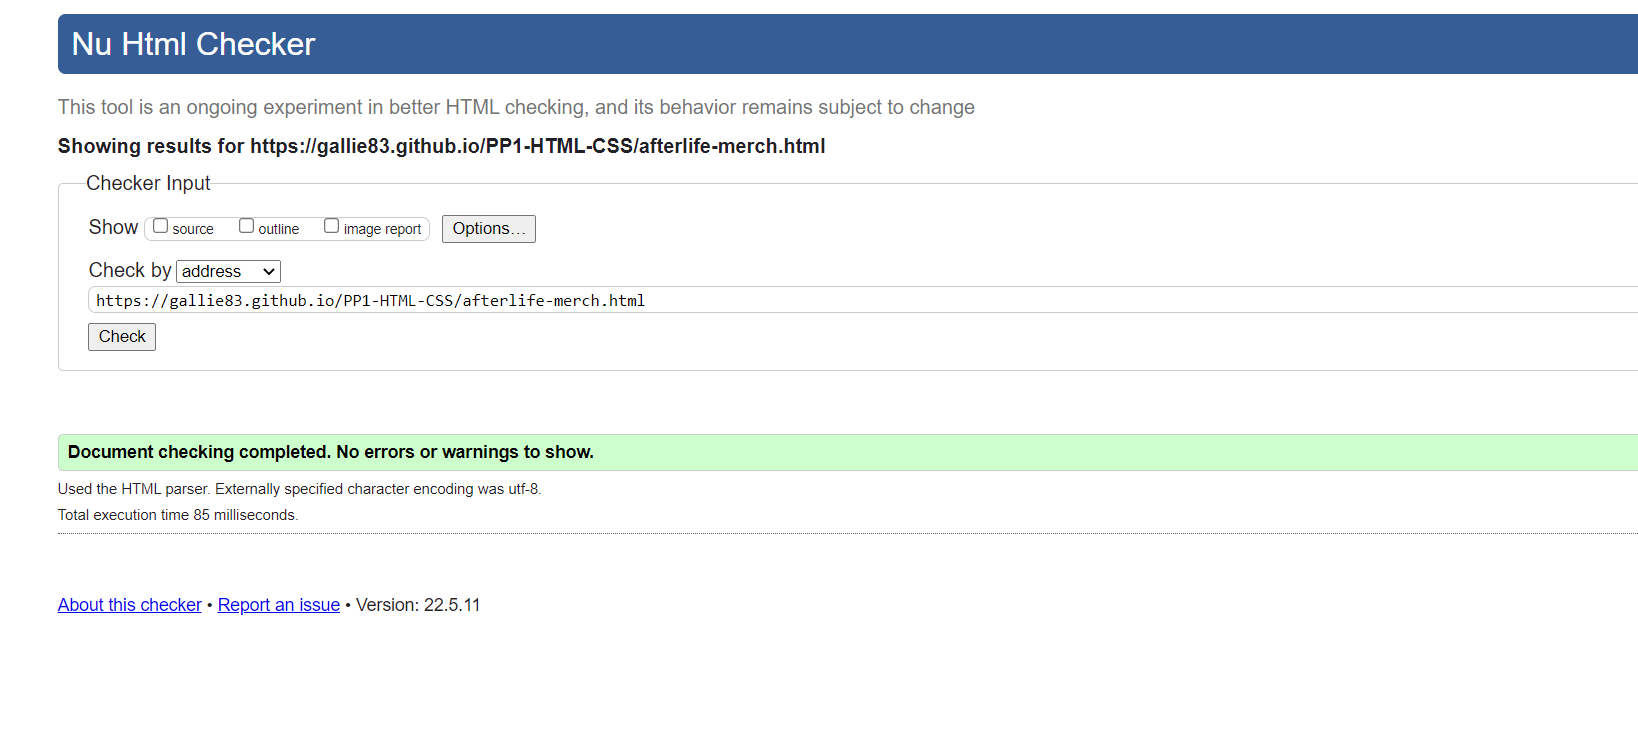 Nu Html Checker
This tool is an ongoing experiment in better HTML checking, and its behavior remains subject to change
Showing results for https://gallie83.github.io/PP1-HTML-CSS/afterlife-merch.html
Checker Input
Show source outline image report Options...
Check by address
https://gallie83.github.io/PP1-HTML-CSS/afterlife-merch.html
Check
Document checking completed. No errors or warnings to show.
Used the HTML parser. Externally specified character encoding was utf-8.
Total execution time 85 milliseconds.
About this checker • Report an issue • Version: 22.5.11